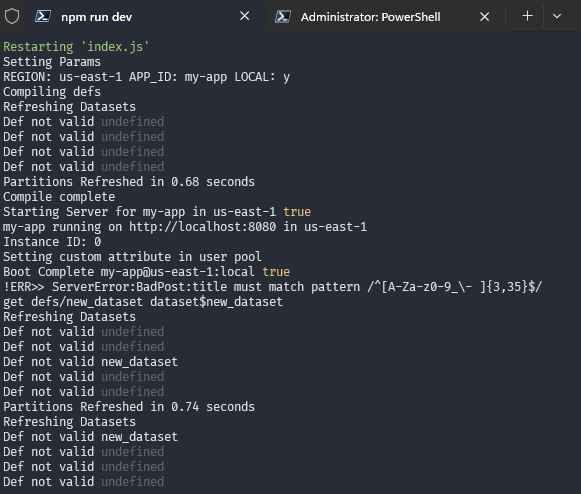 npm run dev
Administrator: PowerShell
Restarting 'index.js'
Setting Params
REGION: us-east-1 APP_ID: my-app LOCAL: y
Compiling defs
Refreshing Datasets
Def not valid undefined
Def not valid undefined
Def not valid undefined
Def not valid undefined
Partitions Refreshed in 0.68 seconds
Compile complete
Starting Server for my-app in us-east-1 true
my-app running on http://localhost:8080 in us-east-1
Instance ID: 0
Setting custom attribute in user pool
Boot Complete my-app@us-east-1:local true
!ERR>> ServerError:BadPost:title must match pattern /^[A-Za-z0-9_\- ]{3,35}$/
get defs/new_dataset dataset$new_dataset
Refreshing Datasets
Def not valid undefined
Def not valid undefined
Def not valid new_dataset
Def not valid undefined
Def not valid undefined
Partitions Refreshed in 0.74 seconds
Refreshing Datasets
Def not valid new_dataset
Def not valid undefined
Def not valid undefined
Def not valid undefined